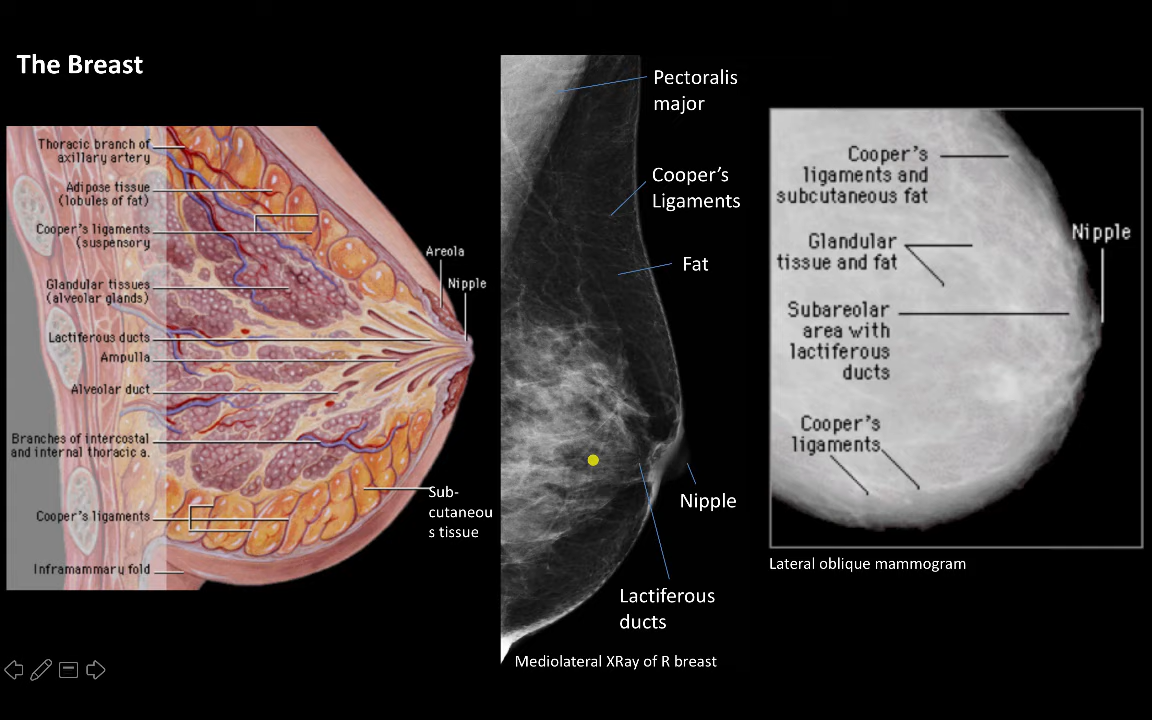 The Breast
Thoracic branch of
axillary artery
Adipose tissue
(lobules of fat)
Cooper's ligaments
(suspensory
Glandular tissues
(alveolar glands)
Lactiferous ducts
Ampulla
Alveolar duct
Branches of intercostal
and internal thoracic a.
Cooper's ligaments
Inframammary fold
Areola
Nipple
Sub-
cutaneou
s tissue
Pectoralis
major
Cooper's
Ligaments
Fat
Nipple
Lactiferous
ducts
Mediolateral XRay of R breast
Cooper's
ligaments and
subcutaneous fat
Glandular
tissue and fat
Subareolar
area with
lactiferous
ducts
Cooper's
ligaments
Nipple
Lateral oblique mammogram